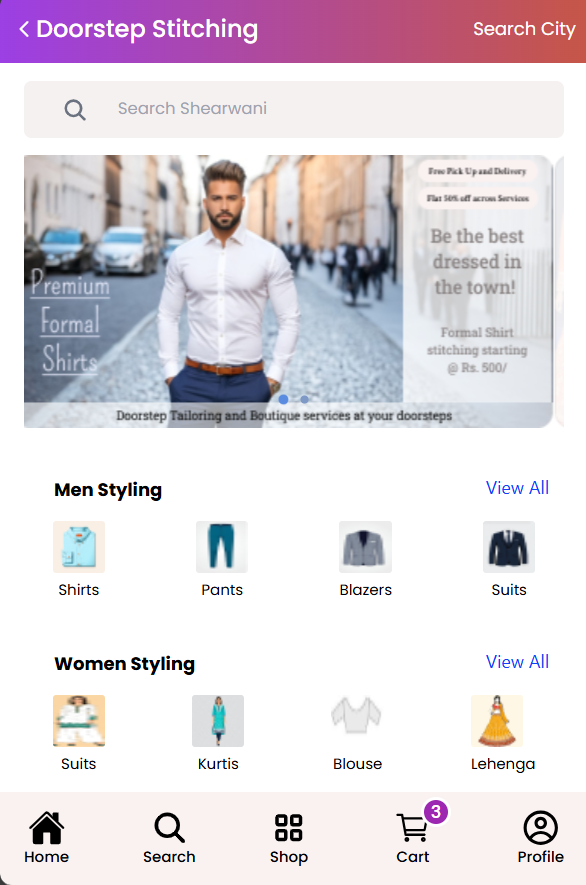 Doorstep Stitching
Search City
Search Shearwani
Premium
Formal
Shirts
Free Pick Up and Delivery
Flat 50% off across Services
Be the best
dressed in
the town!
Formal Shirt
stitching starting
@ Rs. 500/
Doorstep Tailoring and Boutique services at your doorsteps
Men Styling
View All
Shirts
Pants
Blazers
Suits
Women Styling
View All
Suits
Kurtis
Blouse
Lehenga
3
Home
Search
Shop
Cart
Profile